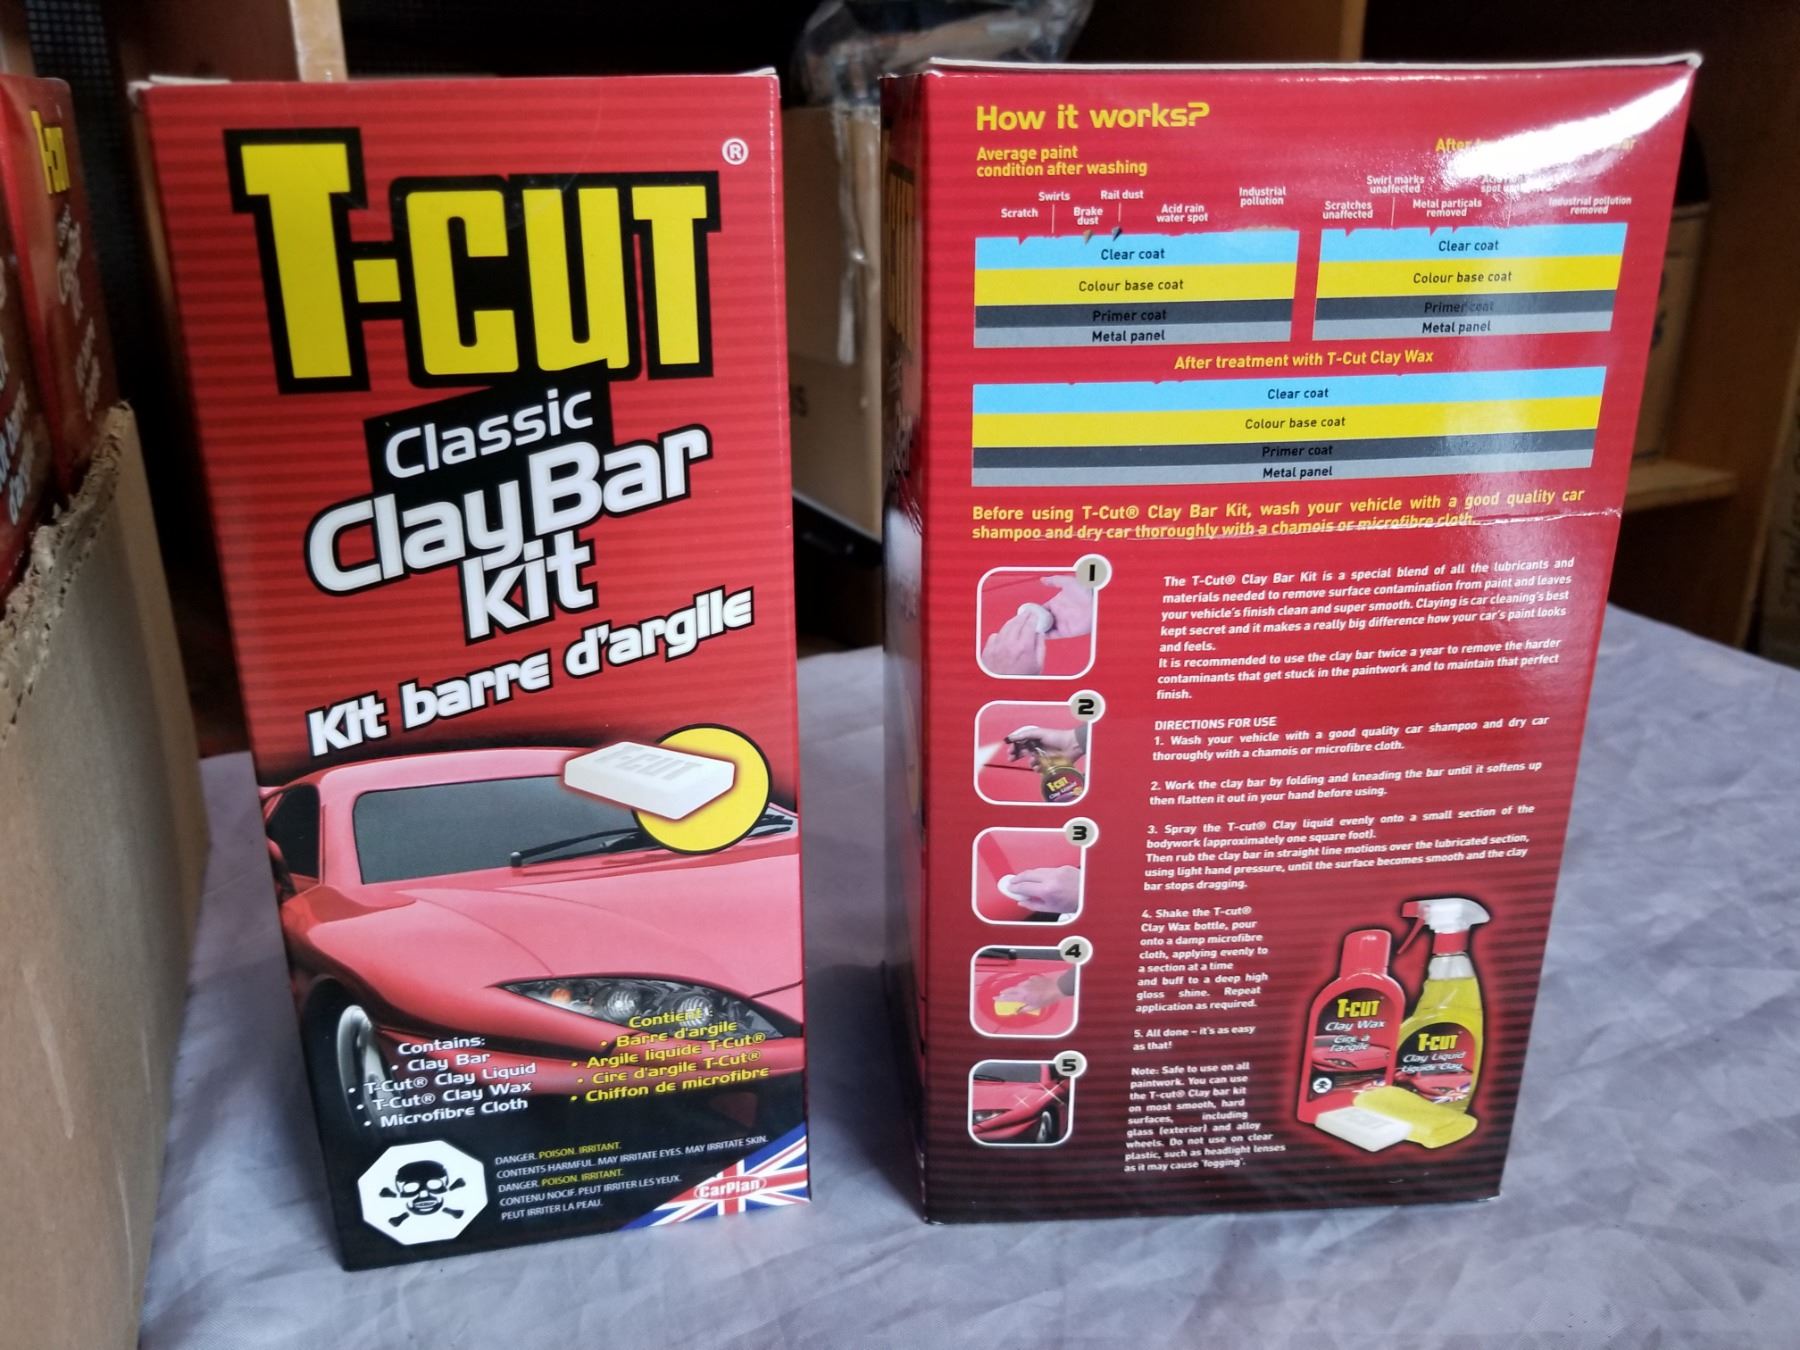 T-CUT®
Classic
Clay Bar
Kit
Kit barre d'argile
T-CUT
Contains:
• Clay Bar
• T-Cut® Clay Liquid
• T-Cut® Clay Wax
• Microfibre Cloth
Contient:
• Barre d'argile
• Argile liquide T-Cut®
• Cire d'argile T-Cut®
• Chiffon de microfibre
DANGER. POISON. IRRITANT.
CONTENTS HARMFUL. MAY IRRITATE EYES. MAY IRRITATE SKIN.
DANGER. POISON. IRRITANT.
CONTENU NOCIF. PEUT IRRITER LES YEUX.
PEUT IRRITER LA PEAU.
CarPlan
How it works?
Average paint
condition after washing
Scratch
Swirls
Brake
dust
Rail dust
Acid rain
water spot
Industrial
pollution
Clear coat
Colour base coat
Primer coat
Metal panel
After
Scratches
unaffected
Swirl marks
unaffected
Metal particals
removed
Industrial pollution
removed
Clear coat
Colour base coat
Primer coat
Metal panel
After treatment with T-Cut Clay Wax
Clear coat
Colour base coat
Primer coat
Metal panel
Before using T-Cut® Clay Bar Kit, wash your vehicle with a good quality car
shampoo and dry car thoroughly with a chamois or microfibre cloth.
1
The T-Cut® Clay Bar Kit is a special blend of all the lubricants and
materials needed to remove surface contamination from paint and leaves
your vehicle's finish clean and super smooth. Claying is car cleaning's best
kept secret and it makes a really big difference how your car's paint looks
and feels.
It is recommended to use the clay bar twice a year to remove the harder
contaminants that get stuck in the paintwork and to maintain that perfect
finish.
2
DIRECTIONS FOR USE
1. Wash your vehicle with a good quality car shampoo and dry car
thoroughly with a chamois or microfibre cloth.
2. Work the clay bar by folding and kneading the bar until it softens up
then flatten it out in your hand before using.
3
3. Spray the T-cut® Clay liquid evenly onto a small section of the
bodywork (approximately one square foot).
Then rub the clay bar in straight line motions over the lubricated section,
using light hand pressure, until the surface becomes smooth and the clay
bar stops dragging.
4
4. Shake the T-cut®
Clay Wax bottle, pour
onto a damp microfibre
cloth, applying evenly to
a section at a time
and buff to a deep high
gloss shine. Repeat
application as required.
5. All done – it's as easy
as that!
5
Note: Safe to use on all
paintwork. You can use
the T-cut® Clay bar kit
on most smooth, hard
surfaces, including
glass (exterior) and alloy
wheels. Do not use on clear
plastic, such as headlight lenses
as it may cause 'fogging'.
T-CUT
Clay Wax
Cire à
l'argile
T-CUT
Clay Liquid
Liquide Clay